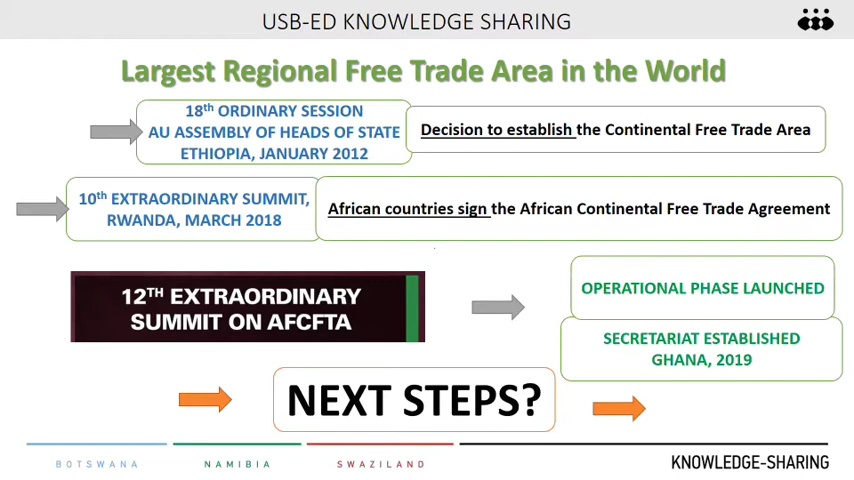 USB-ED KNOWLEDGE SHARING
Largest Regional Free Trade Area in the World
18th ORDINARY SESSION
AU ASSEMBLY OF HEADS OF STATE
ETHIOPIA, JANUARY 2012
Decision to establish the Continental Free Trade Area
10th EXTRAORDINARY SUMMIT,
RWANDA, MARCH 2018
African countries sign the African Continental Free Trade Agreement
12TH EXTRAORDINARY
SUMMIT ON AFCFTA
OPERATIONAL PHASE LAUNCHED
SECRETARIAT ESTABLISHED
GHANA, 2019
NEXT STEPS?
BOTSWANA
NAMIBIA
SWAZILAND
KNOWLEDGE-SHARING